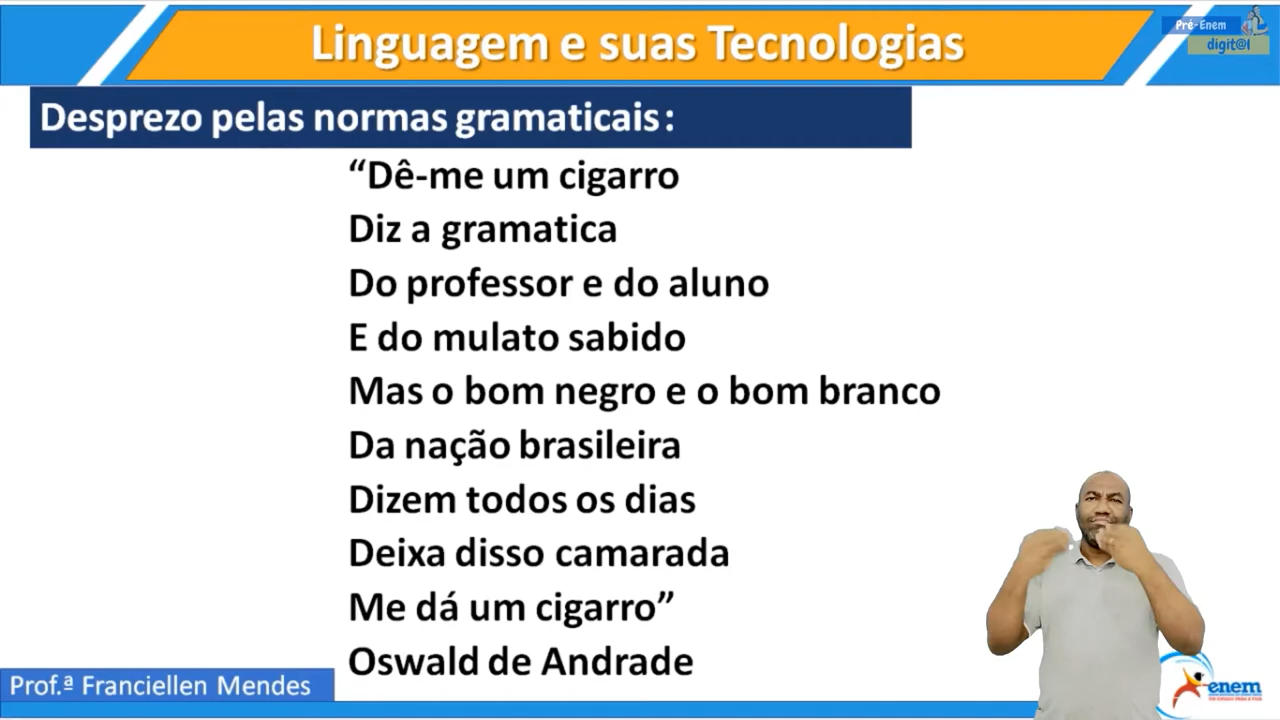 Linguagem e suas Tecnologias
Pré-Enem
digit@l
Desprezo pelas normas gramaticais:
“Dê-me um cigarro
Diz a gramatica
Do professor e do aluno
E do mulato sabido
Mas o bom negro e o bom branco
Da nação brasileira
Dizem todos os dias
Deixa disso camarada
Me dá um cigarro”
Oswald de Andrade
Prof.ª Franciellen Mendes
enem